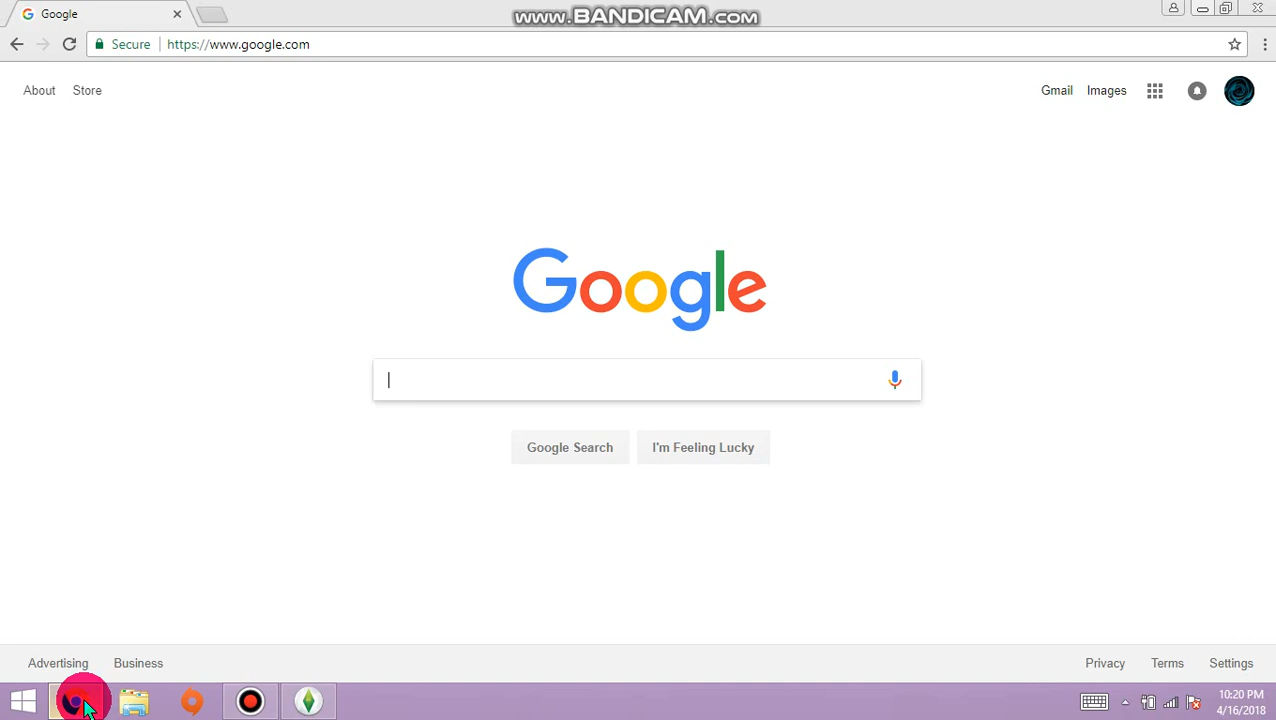 Google
www.BANDICAM.com
Secure
https://www.google.com
About
Store
Gmail
Images
Google
Google Search
I'm Feeling Lucky
Advertising
Business
Privacy
Terms
Settings
10:20 PM
4/16/2018